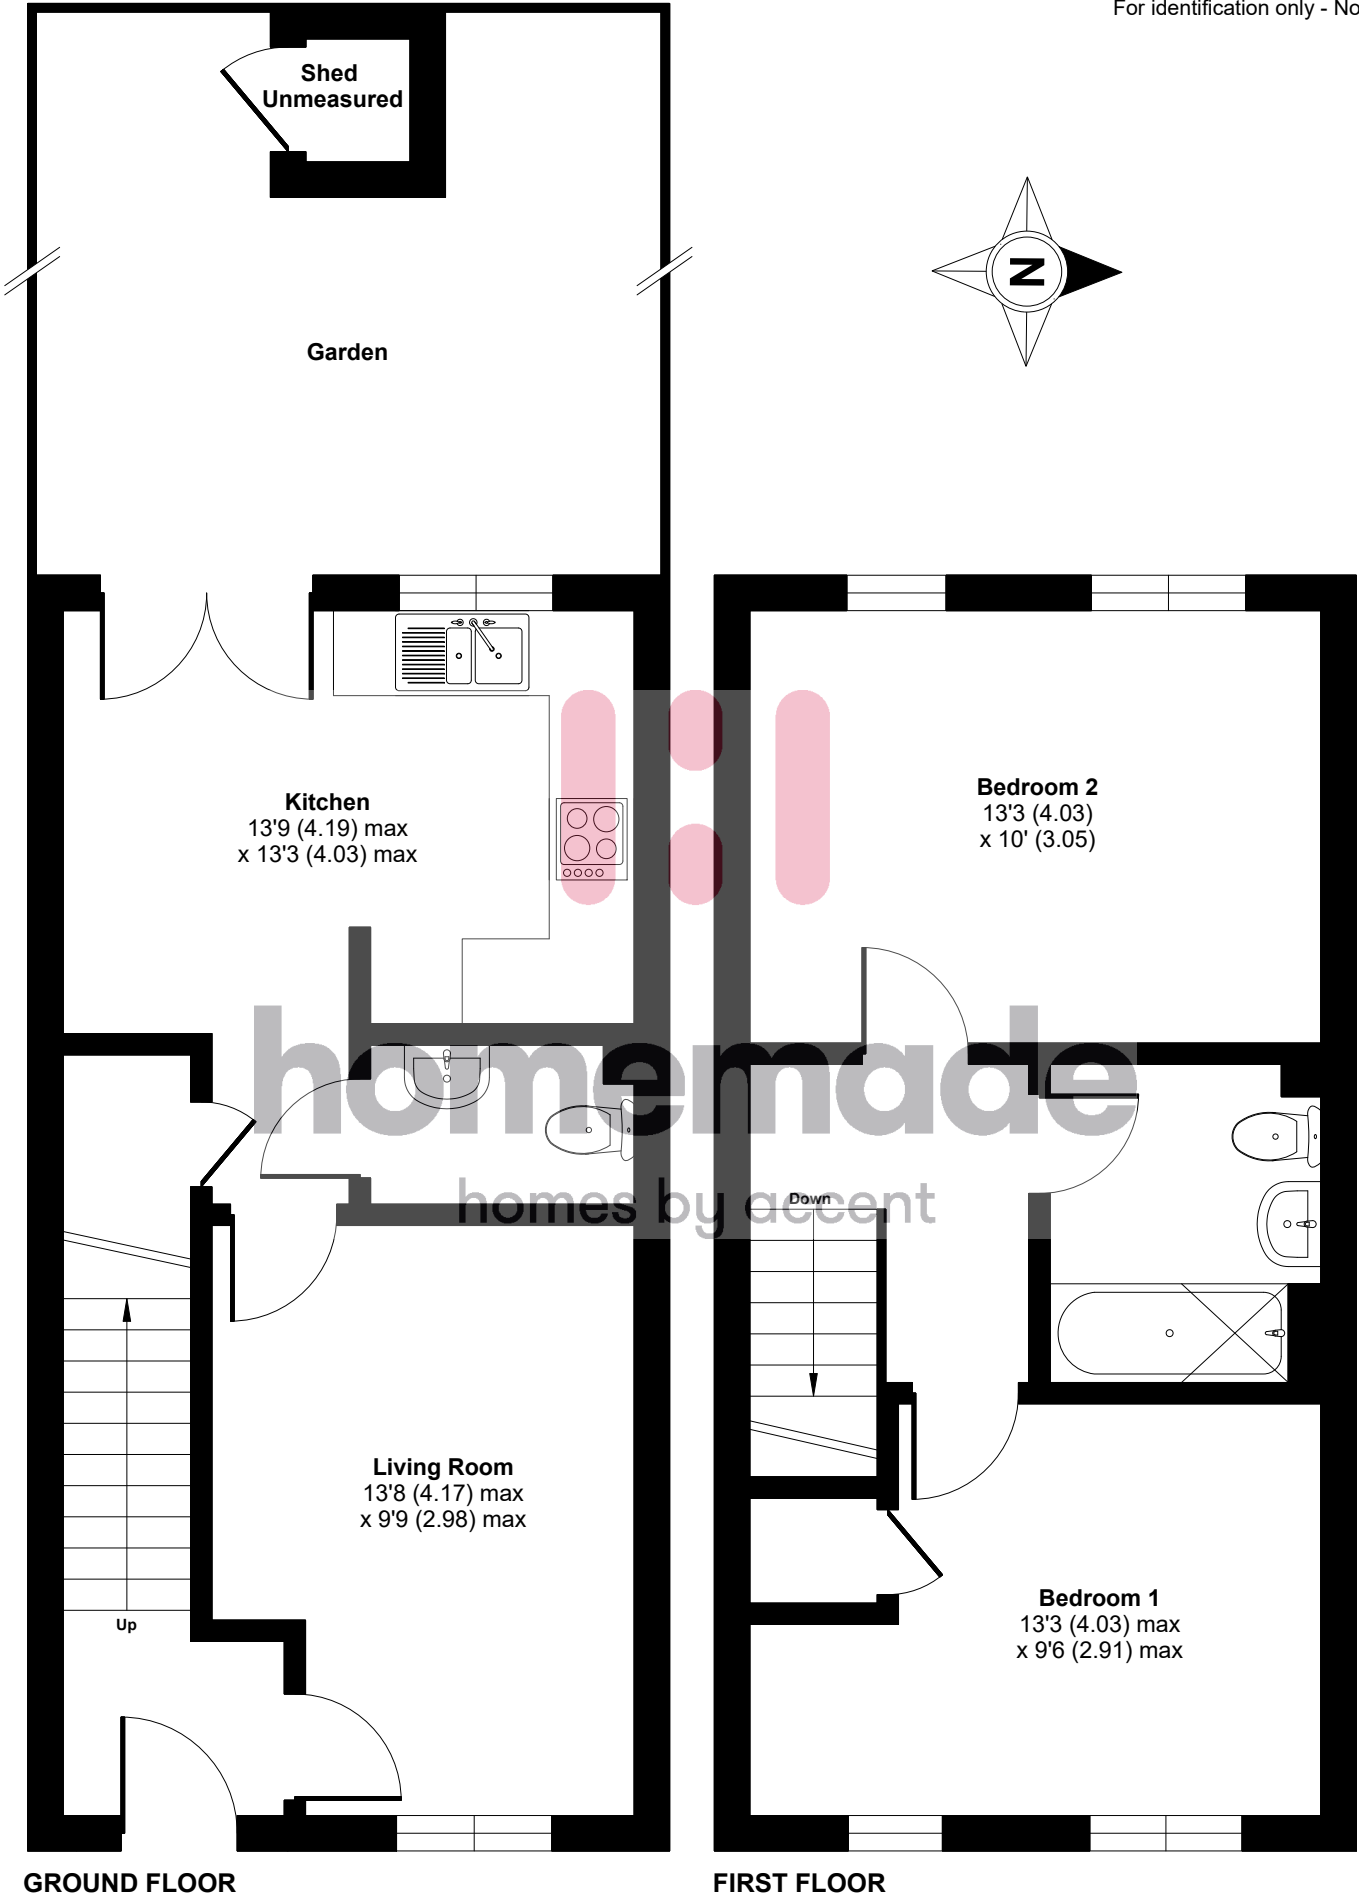 For identification only - No
Shed
Unmeasured
N
Garden
Kitchen
13'9 (4.19) max
x 13'3 (4.03) max
Bedroom 2
13'3 (4.03)
x 10' (3.05)
homemade
homes by accent
Down
Living Room
13'8 (4.17) max
x 9'9 (2.98) max
Up
Bedroom 1
13'3 (4.03) max
x 9'6 (2.91) max
GROUND FLOOR
FIRST FLOOR